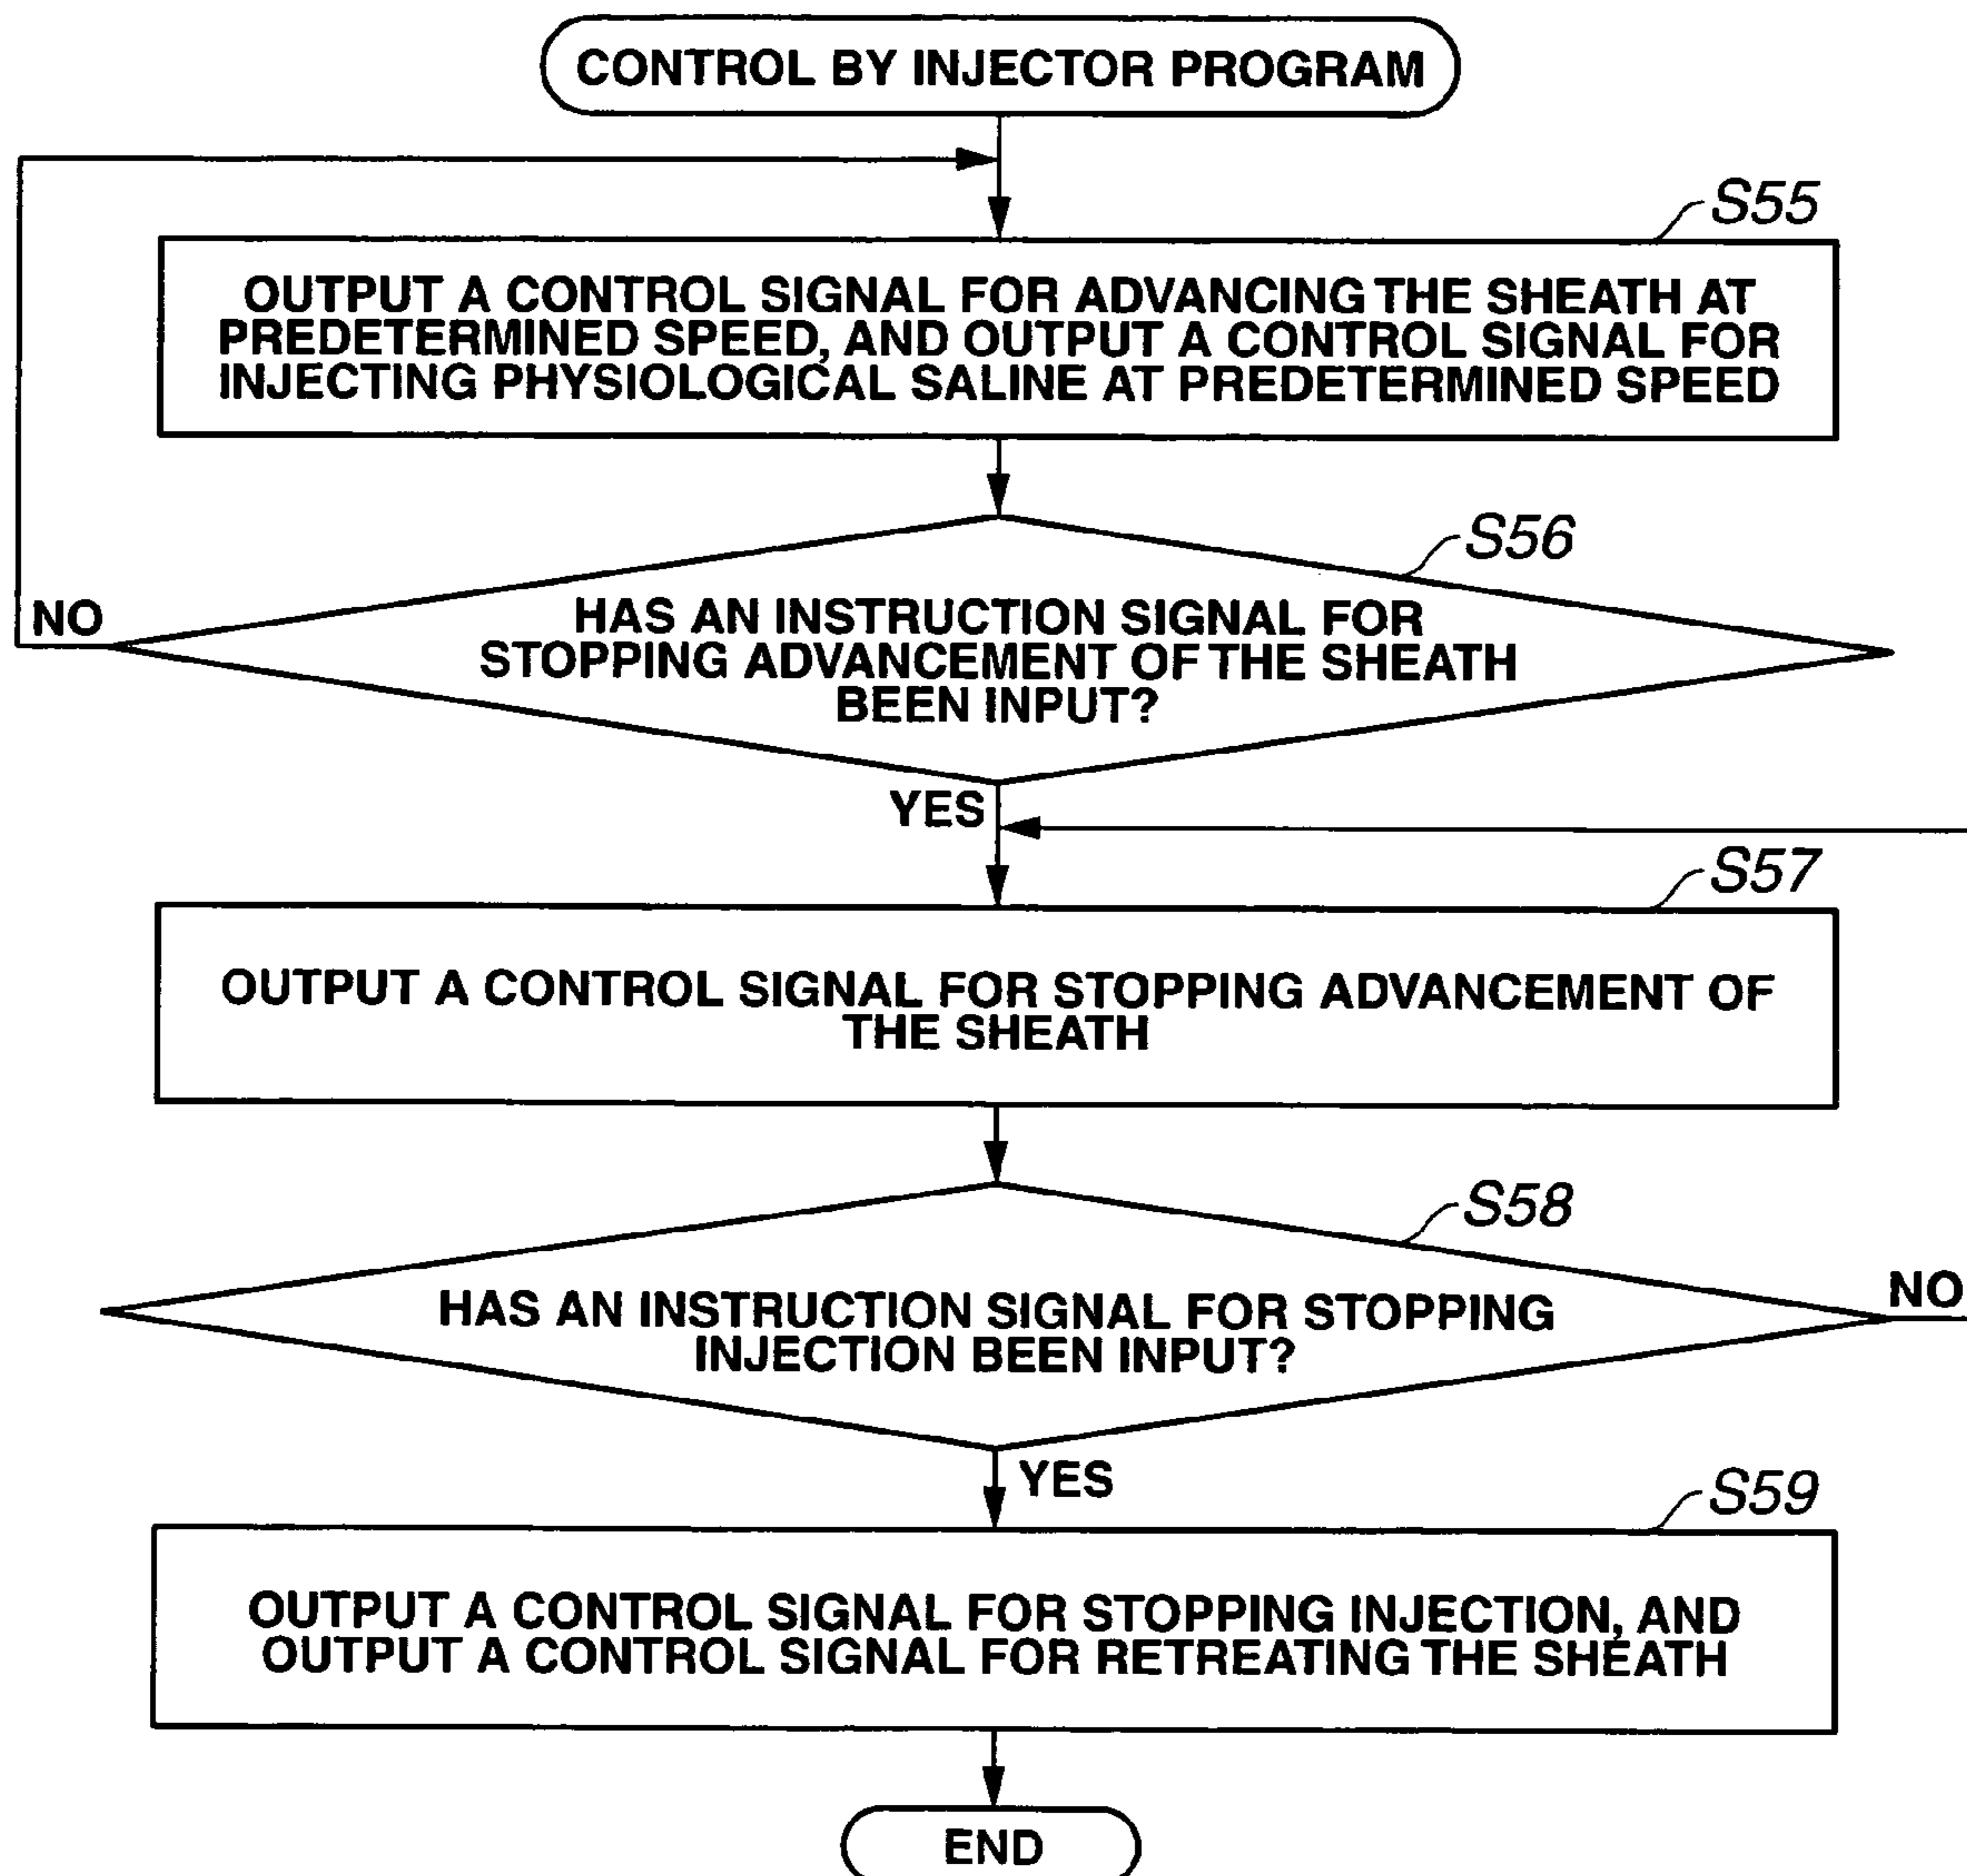 CONTROL BY INJECTOR PROGRAM
S55
OUTPUT A CONTROL SIGNAL FOR ADVANCING THE SHEATH AT
PREDETERMINED SPEED, AND OUTPUT A CONTROL SIGNAL FOR
INJECTING PHYSIOLOGICAL SALINE AT PREDETERMINED SPEED
S56
NO
HAS AN INSTRUCTION SIGNAL FOR
STOPPING ADVANCEMENT OF THE SHEATH
BEEN INPUT?
YES
S57
OUTPUT A CONTROL SIGNAL FOR STOPPING ADVANCEMENT OF
THE SHEATH
S58
NO
HAS AN INSTRUCTION SIGNAL FOR STOPPING
INJECTION BEEN INPUT?
YES
S59
OUTPUT A CONTROL SIGNAL FOR STOPPING INJECTION, AND
OUTPUT A CONTROL SIGNAL FOR RETREATING THE SHEATH
END